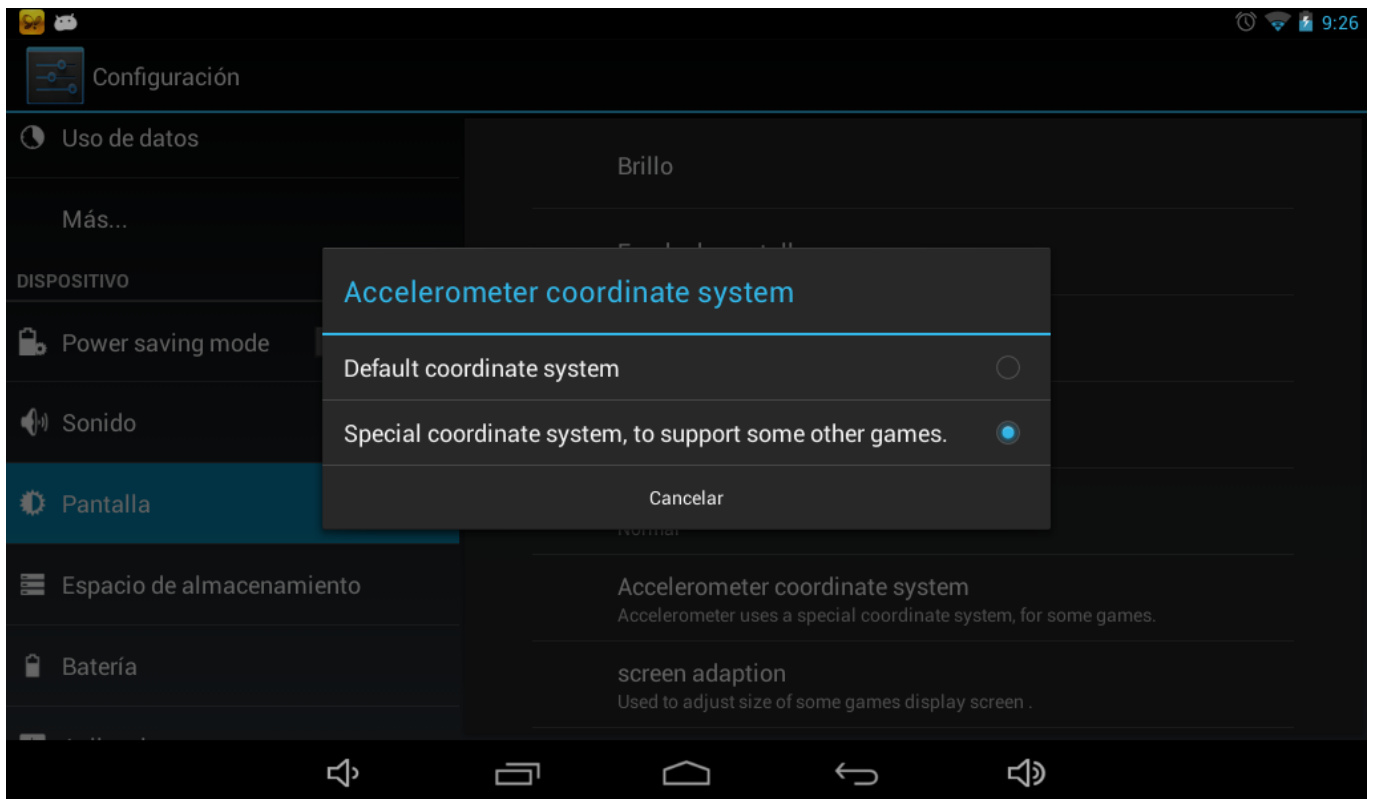 9:26
Configuración
Uso de datos
Más...
DISPOSITIVO
Power saving mode
Sonido
Pantalla
Espacio de almacenamiento
Batería
Brillo
Accelerometer coordinate system
Default coordinate system
Special coordinate system, to support some other games.
Cancelar
Normal
Accelerometer coordinate system
Accelerometer uses a special coordinate system, for some games.
screen adaption
Used to adjust size of some games display screen .